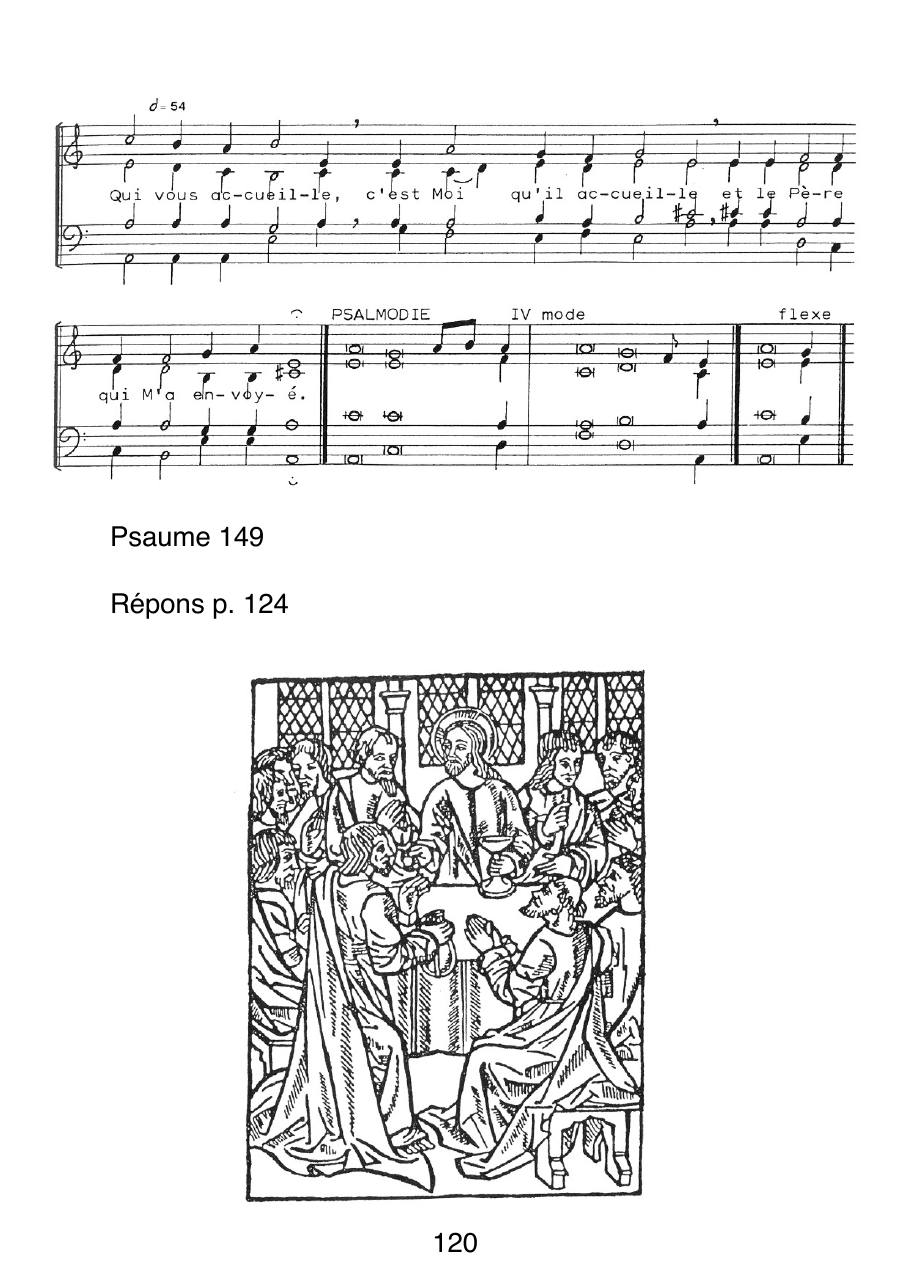 𝅗𝅥 = 54
Qui vous ac-cueil-le, c'est Moi qu'il ac-cueil-le et le Pè-re
PSALMODIE IV mode flexe
qui M'a en-voy-é.
Psaume 149
Répons p. 124
120